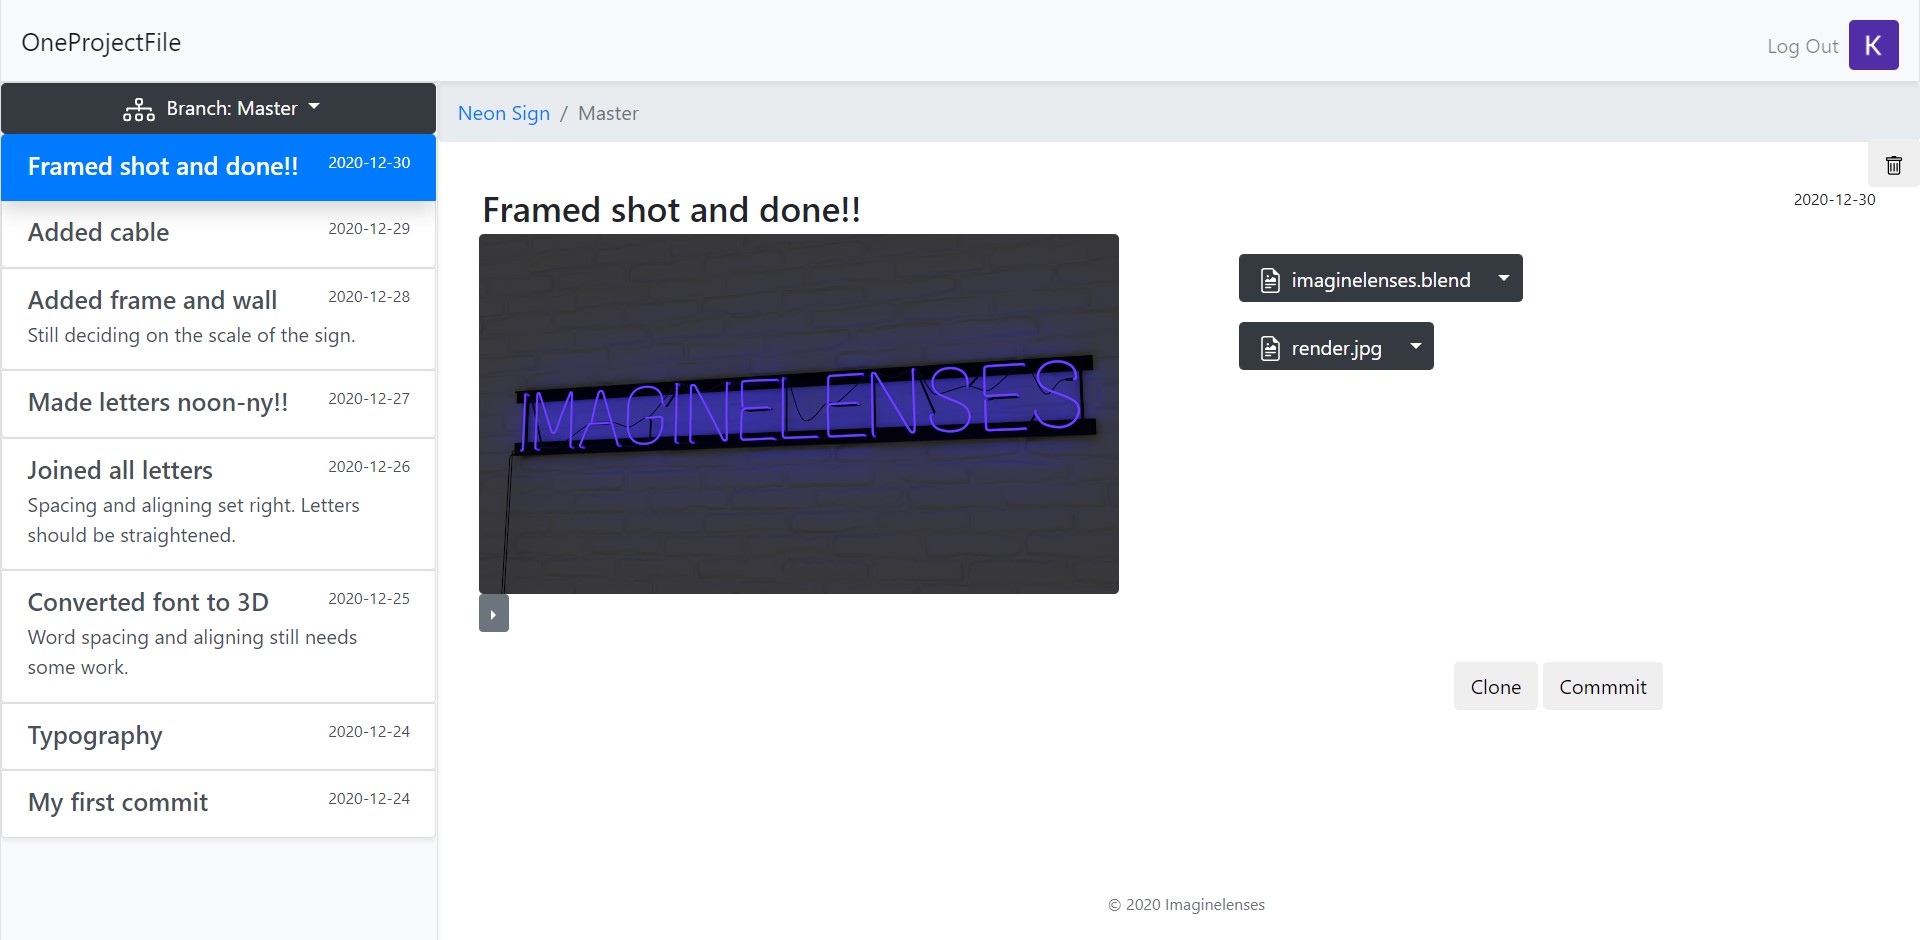 OneProjectFile
Log Out
K
Branch: Master
Neon Sign / Master
Framed shot and done!!
2020-12-30
Added cable
2020-12-29
Added frame and wall
2020-12-28
Still deciding on the scale of the sign.
Made letters noon-ny!!
2020-12-27
Joined all letters
2020-12-26
Spacing and aligning set right. Letters
should be straightened.
Converted font to 3D
2020-12-25
Word spacing and aligning still needs
some work.
Typography
2020-12-24
My first commit
2020-12-24
Framed shot and done!!
2020-12-30
IMAGINELENSES
imaginelenses.blend
render.jpg
Clone
Commmit
© 2020 Imaginelenses